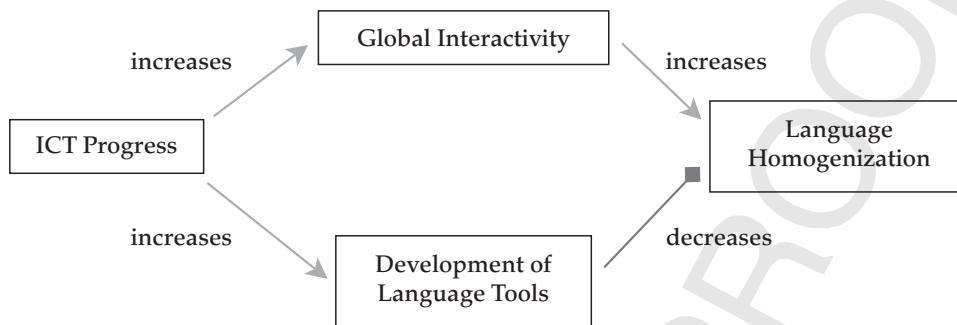 Global Interactivity
increases
increases
ICT Progress
Language
Homogenization
increases
decreases
Development of
Language Tools